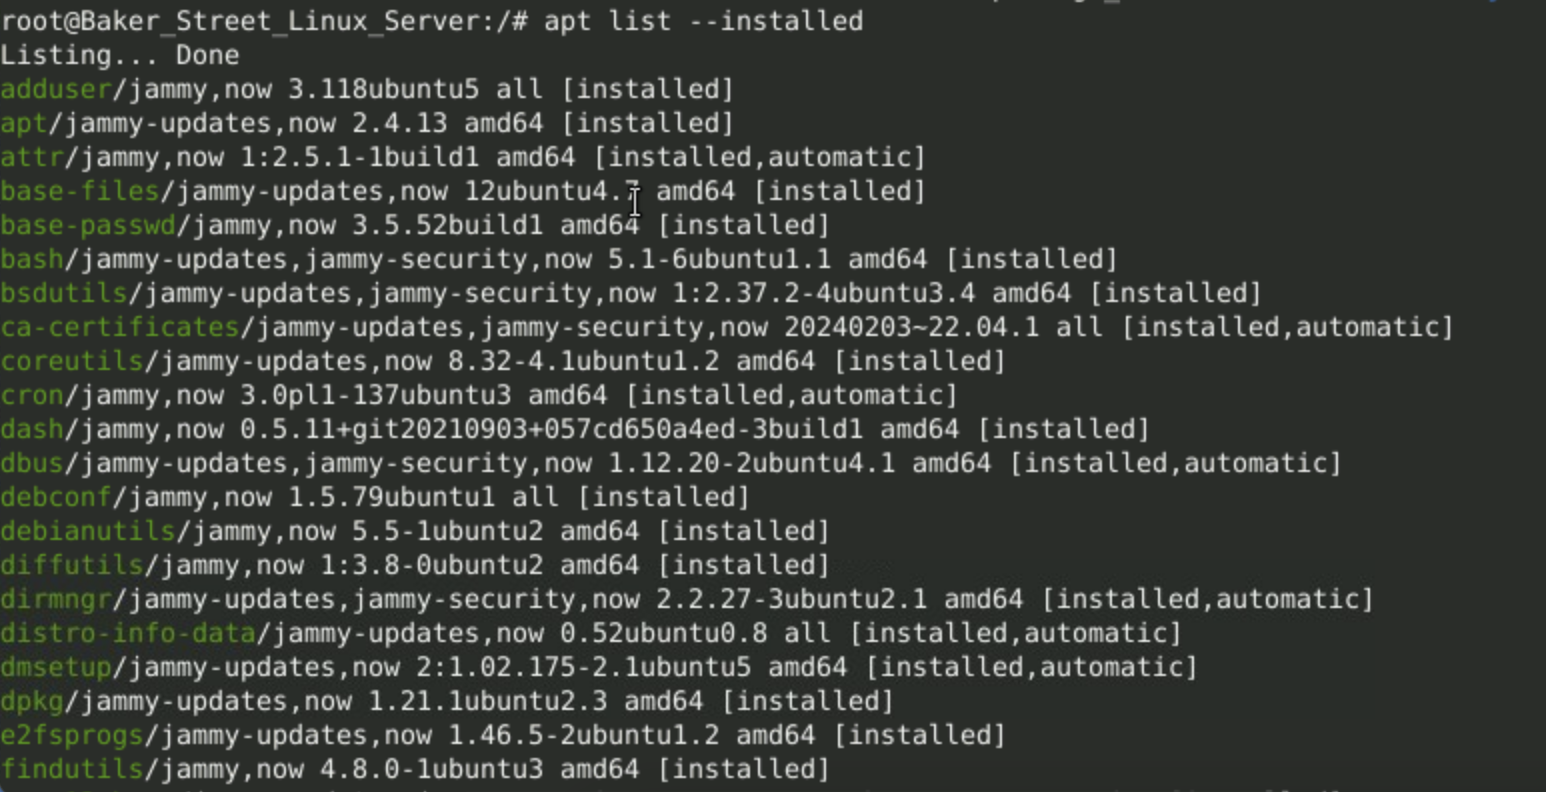 root@Baker_Street_Linux_Server:/# apt list --installed
Listing... Done
adduser/jammy,now 3.118ubuntu5 all [installed]
apt/jammy-updates,now 2.4.13 amd64 [installed]
attr/jammy,now 1:2.5.1-1build1 amd64 [installed,automatic]
base-files/jammy-updates,now 12ubuntu4.7 amd64 [installed]
base-passwd/jammy,now 3.5.52build1 amd64 [installed]
bash/jammy-updates,jammy-security,now 5.1-6ubuntu1.1 amd64 [installed]
bsdutils/jammy-updates,jammy-security,now 1:2.37.2-4ubuntu3.4 amd64 [installed]
ca-certificates/jammy-updates,jammy-security,now 20240203~22.04.1 all [installed,automatic]
coreutils/jammy-updates,now 8.32-4.1ubuntu1.2 amd64 [installed]
cron/jammy,now 3.0pl1-137ubuntu3 amd64 [installed,automatic]
dash/jammy,now 0.5.11+git20210903+057cd650a4ed-3build1 amd64 [installed]
dbus/jammy-updates,jammy-security,now 1.12.20-2ubuntu4.1 amd64 [installed,automatic]
debconf/jammy,now 1.5.79ubuntu1 all [installed]
debianutils/jammy,now 5.5-1ubuntu2 amd64 [installed]
diffutils/jammy,now 1:3.8-0ubuntu2 amd64 [installed]
dirmngr/jammy-updates,jammy-security,now 2.2.27-3ubuntu2.1 amd64 [installed,automatic]
distro-info-data/jammy-updates,now 0.52ubuntu0.8 all [installed,automatic]
dmsetup/jammy-updates,now 2:1.02.175-2.1ubuntu5 amd64 [installed,automatic]
dpkg/jammy-updates,now 1.21.1ubuntu2.3 amd64 [installed]
e2fsprogs/jammy-updates,now 1.46.5-2ubuntu1.2 amd64 [installed]
findutils/jammy,now 4.8.0-1ubuntu3 amd64 [installed]